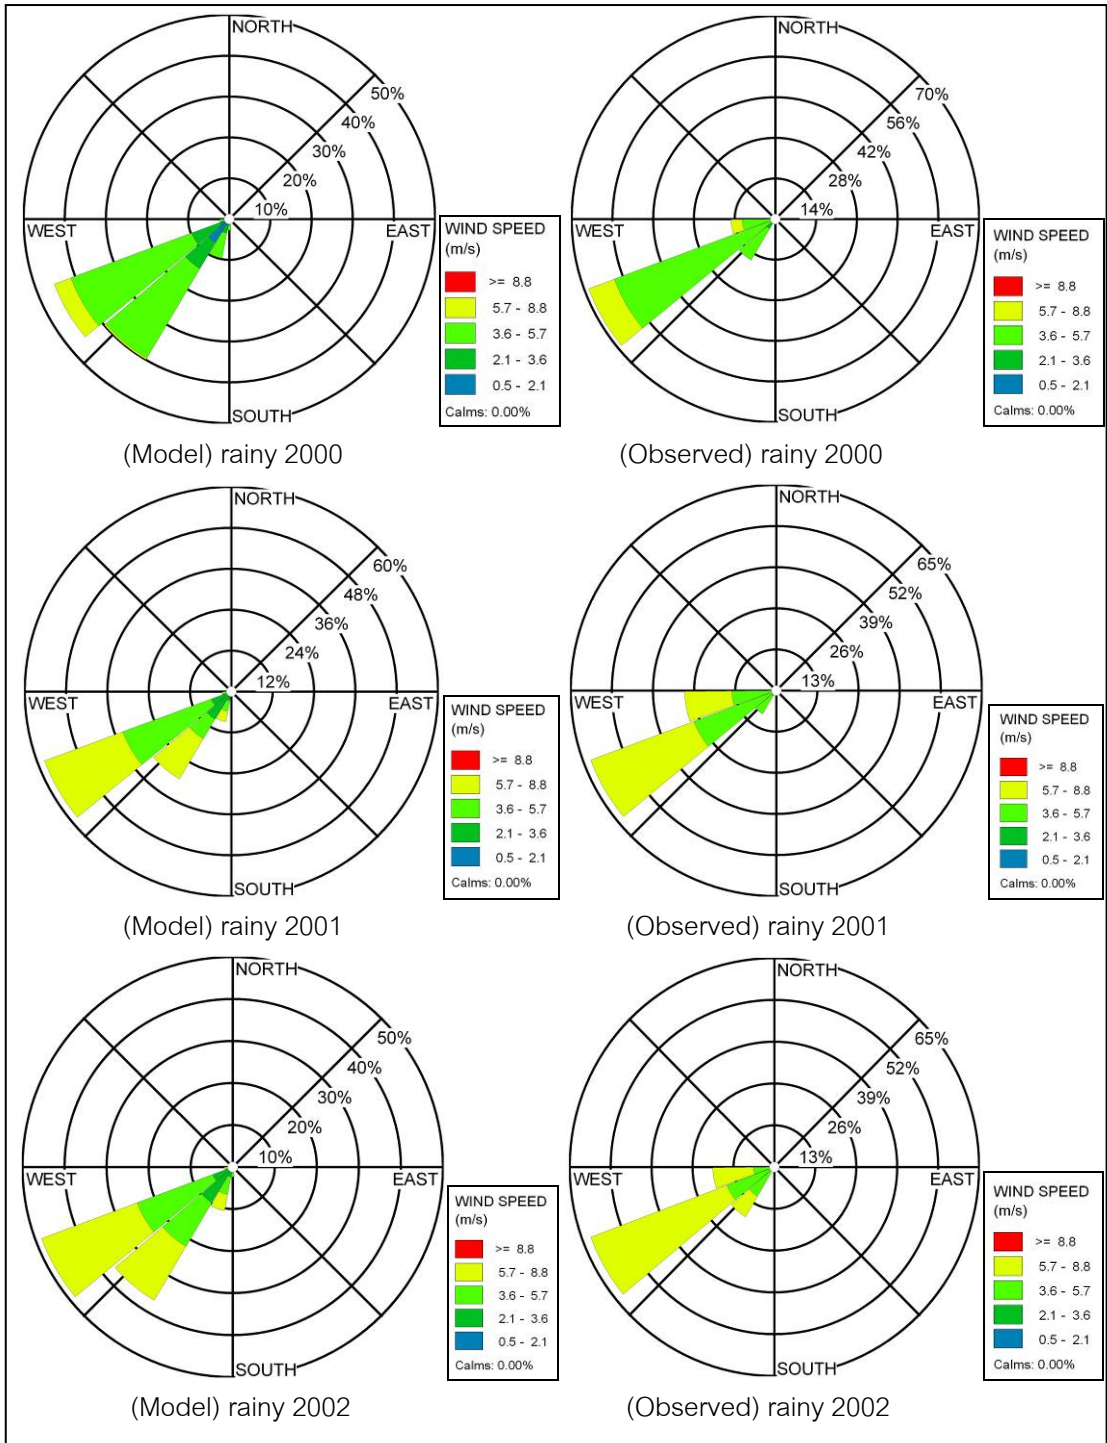 NORTH
50%
40%
30%
20%
10%
WEST
EAST
SOUTH
WIND SPEED
(m/s)
>= 8.8
5.7 - 8.8
3.6 - 5.7
2.1 - 3.6
0.5 - 2.1
Calms: 0.00%
(Model) rainy 2000
NORTH
70%
56%
42%
28%
14%
WEST
EAST
SOUTH
WIND SPEED
(m/s)
>= 8.8
5.7 - 8.8
3.6 - 5.7
2.1 - 3.6
0.5 - 2.1
Calms: 0.00%
(Observed) rainy 2000
NORTH
60%
48%
36%
24%
12%
WEST
EAST
SOUTH
WIND SPEED
(m/s)
>= 8.8
5.7 - 8.8
3.6 - 5.7
2.1 - 3.6
0.5 - 2.1
Calms: 0.00%
(Model) rainy 2001
NORTH
65%
52%
39%
26%
13%
WEST
EAST
SOUTH
WIND SPEED
(m/s)
>= 8.8
5.7 - 8.8
3.6 - 5.7
2.1 - 3.6
0.5 - 2.1
Calms: 0.00%
(Observed) rainy 2001
NORTH
50%
40%
30%
20%
10%
WEST
EAST
SOUTH
WIND SPEED
(m/s)
>= 8.8
5.7 - 8.8
3.6 - 5.7
2.1 - 3.6
0.5 - 2.1
Calms: 0.00%
(Model) rainy 2002
NORTH
65%
52%
39%
26%
13%
WEST
EAST
SOUTH
WIND SPEED
(m/s)
>= 8.8
5.7 - 8.8
3.6 - 5.7
2.1 - 3.6
0.5 - 2.1
Calms: 0.00%
(Observed) rainy 2002